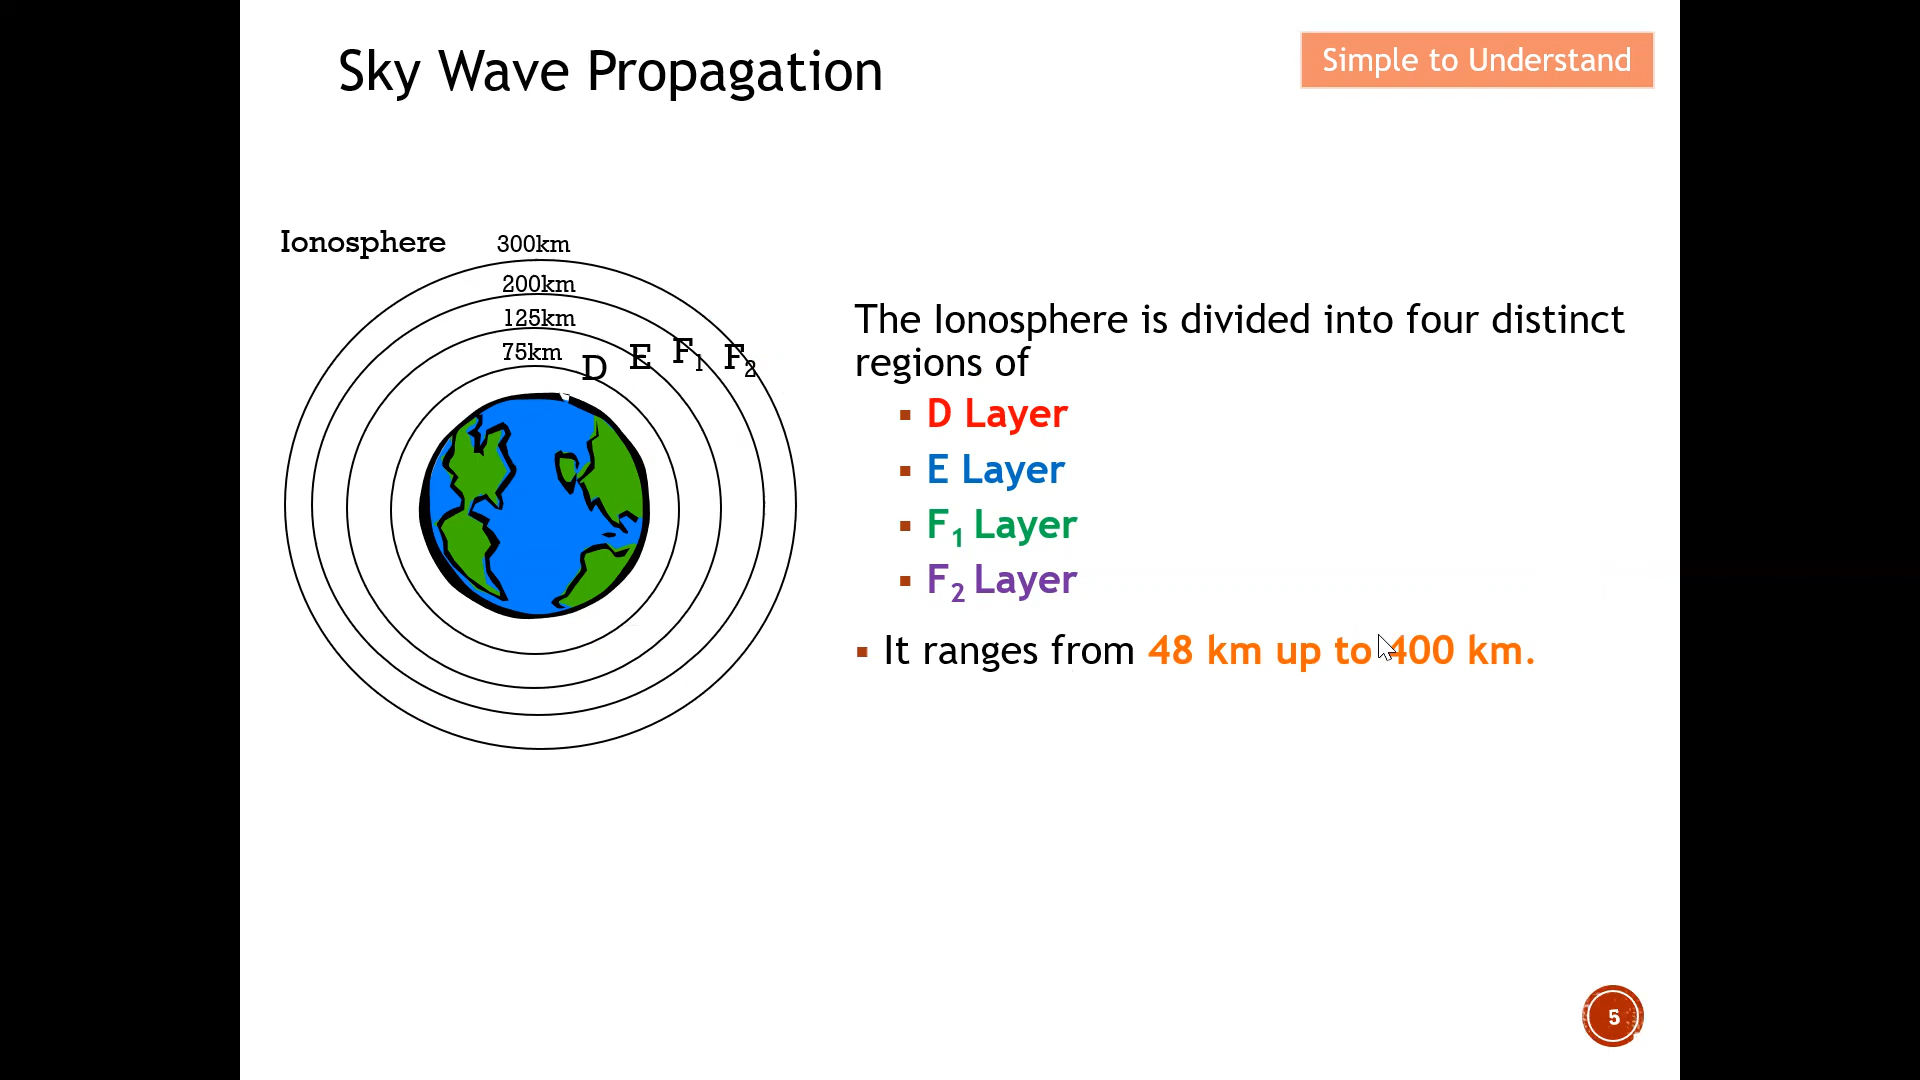 Sky Wave Propagation
Simple to Understand
Ionosphere
300km
200km
125km
75km
D E F1 F2
The Ionosphere is divided into four distinct
regions of
▪ D Layer
▪ E Layer
▪ F1 Layer
▪ F2 Layer
▪ It ranges from 48 km up to 400 km.
5